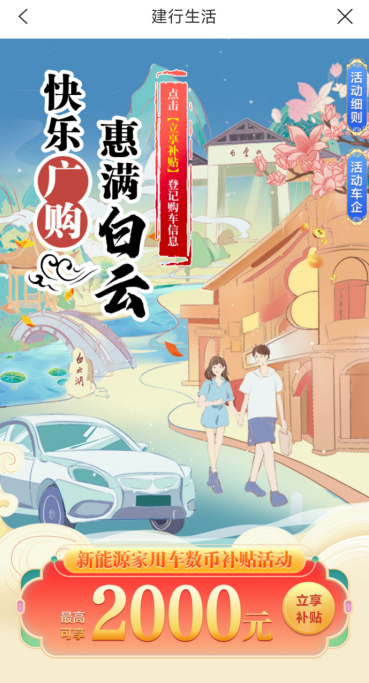 建行生活
快乐广购
惠满白云
点击【立享补贴】登记购车信息
活动细则
活动车企
白云山
白云湖
新能源家用车数币补贴活动
最高可享
2000元
立享补贴